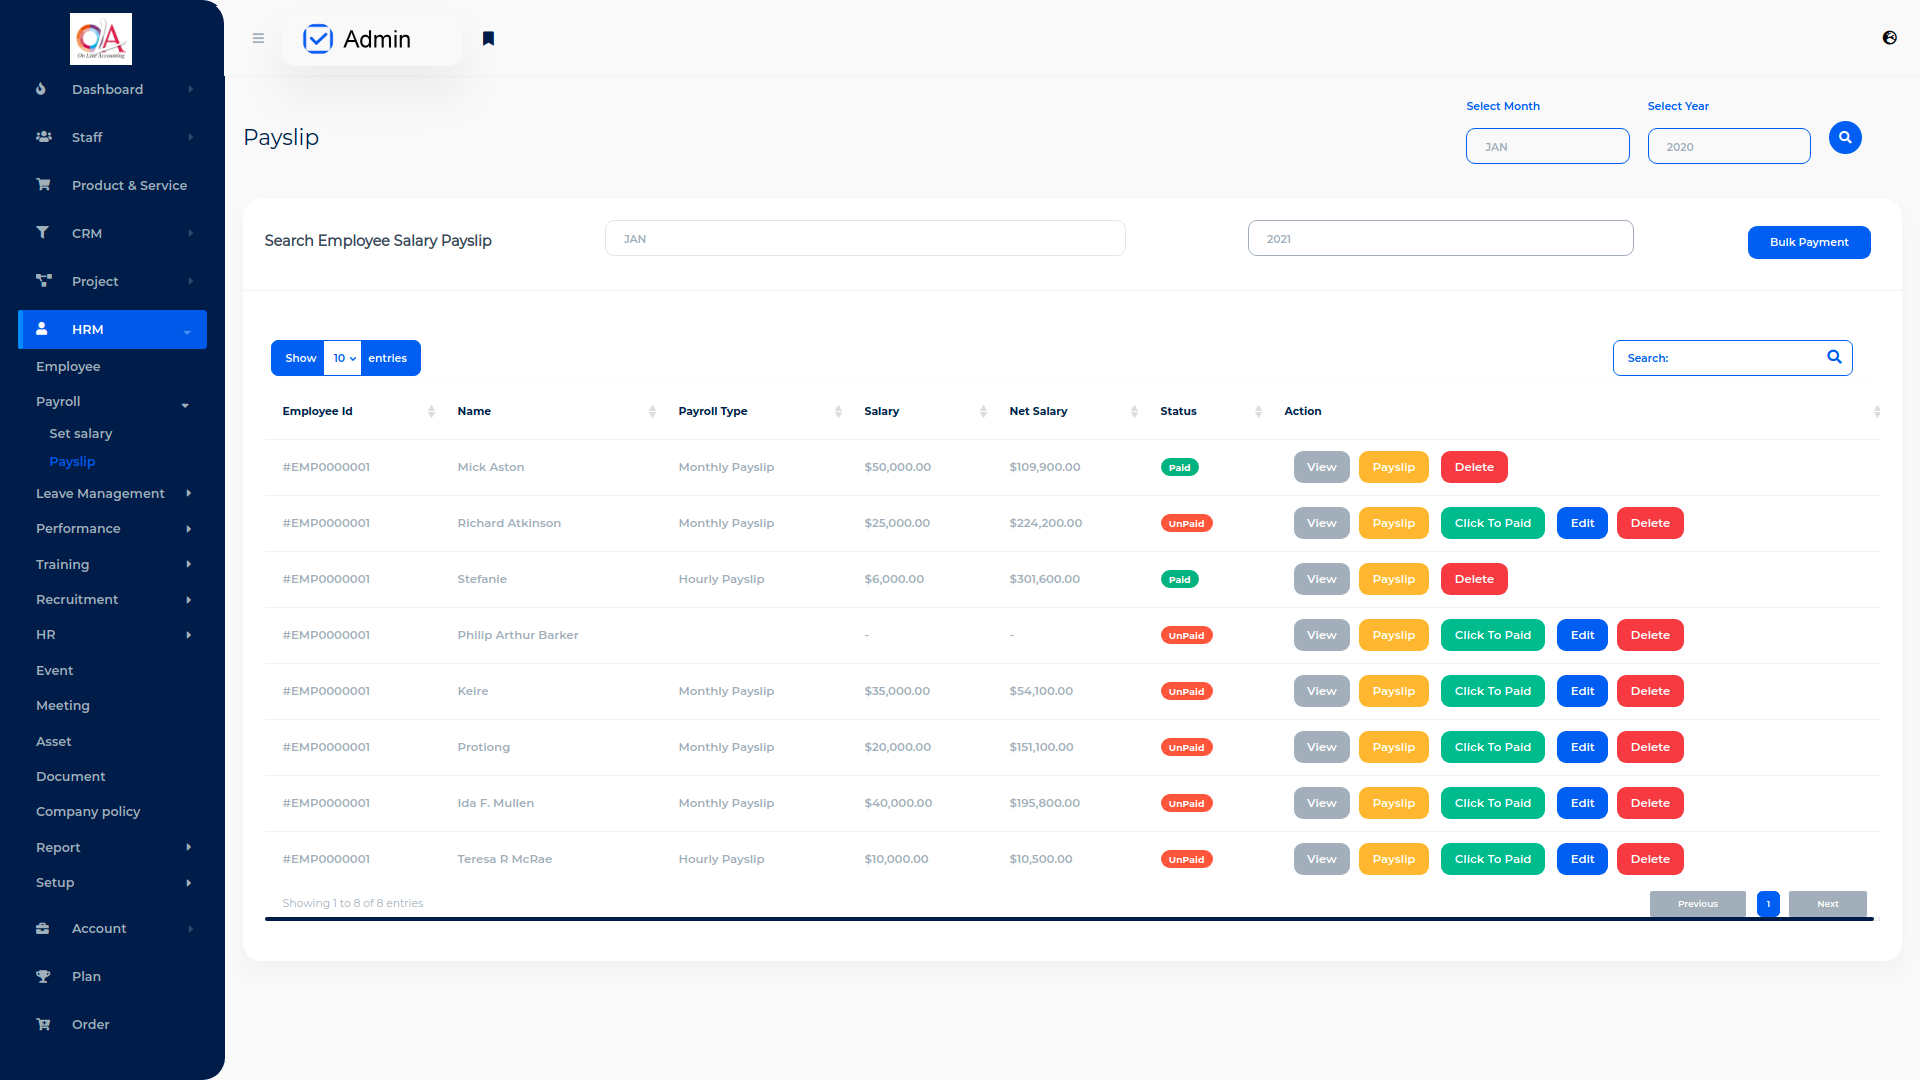 On Line Accounting
Admin
Dashboard
Staff
Product & Service
CRM
Project
HRM
Employee
Payroll
Set salary
Payslip
Leave Management
Performance
Training
Recruitment
HR
Event
Meeting
Asset
Document
Company policy
Report
Setup
Account
Plan
Order
Payslip
Select Month
JAN
Select Year
2020
Search Employee Salary Payslip
JAN
2021
Bulk Payment
Show 10 entries
Search:
Employee Id Name Payroll Type Salary Net Salary Status Action
#EMP0000001 Mick Aston Monthly Payslip $50,000.00 $109,900.00 Paid View Payslip Delete
#EMP0000001 Richard Atkinson Monthly Payslip $25,000.00 $224,200.00 UnPaid View Payslip Click To Paid Edit Delete
#EMP0000001 Stefanie Hourly Payslip $6,000.00 $301,600.00 Paid View Payslip Delete
#EMP0000001 Philip Arthur Barker - - UnPaid View Payslip Click To Paid Edit Delete
#EMP0000001 Keire Monthly Payslip $35,000.00 $54,100.00 UnPaid View Payslip Click To Paid Edit Delete
#EMP0000001 Protiong Monthly Payslip $20,000.00 $151,100.00 UnPaid View Payslip Click To Paid Edit Delete
#EMP0000001 Ida F. Mullen Monthly Payslip $40,000.00 $195,800.00 UnPaid View Payslip Click To Paid Edit Delete
#EMP0000001 Teresa R McRae Hourly Payslip $10,000.00 $10,500.00 UnPaid View Payslip Click To Paid Edit Delete
Showing 1 to 8 of 8 entries
Previous 1 Next